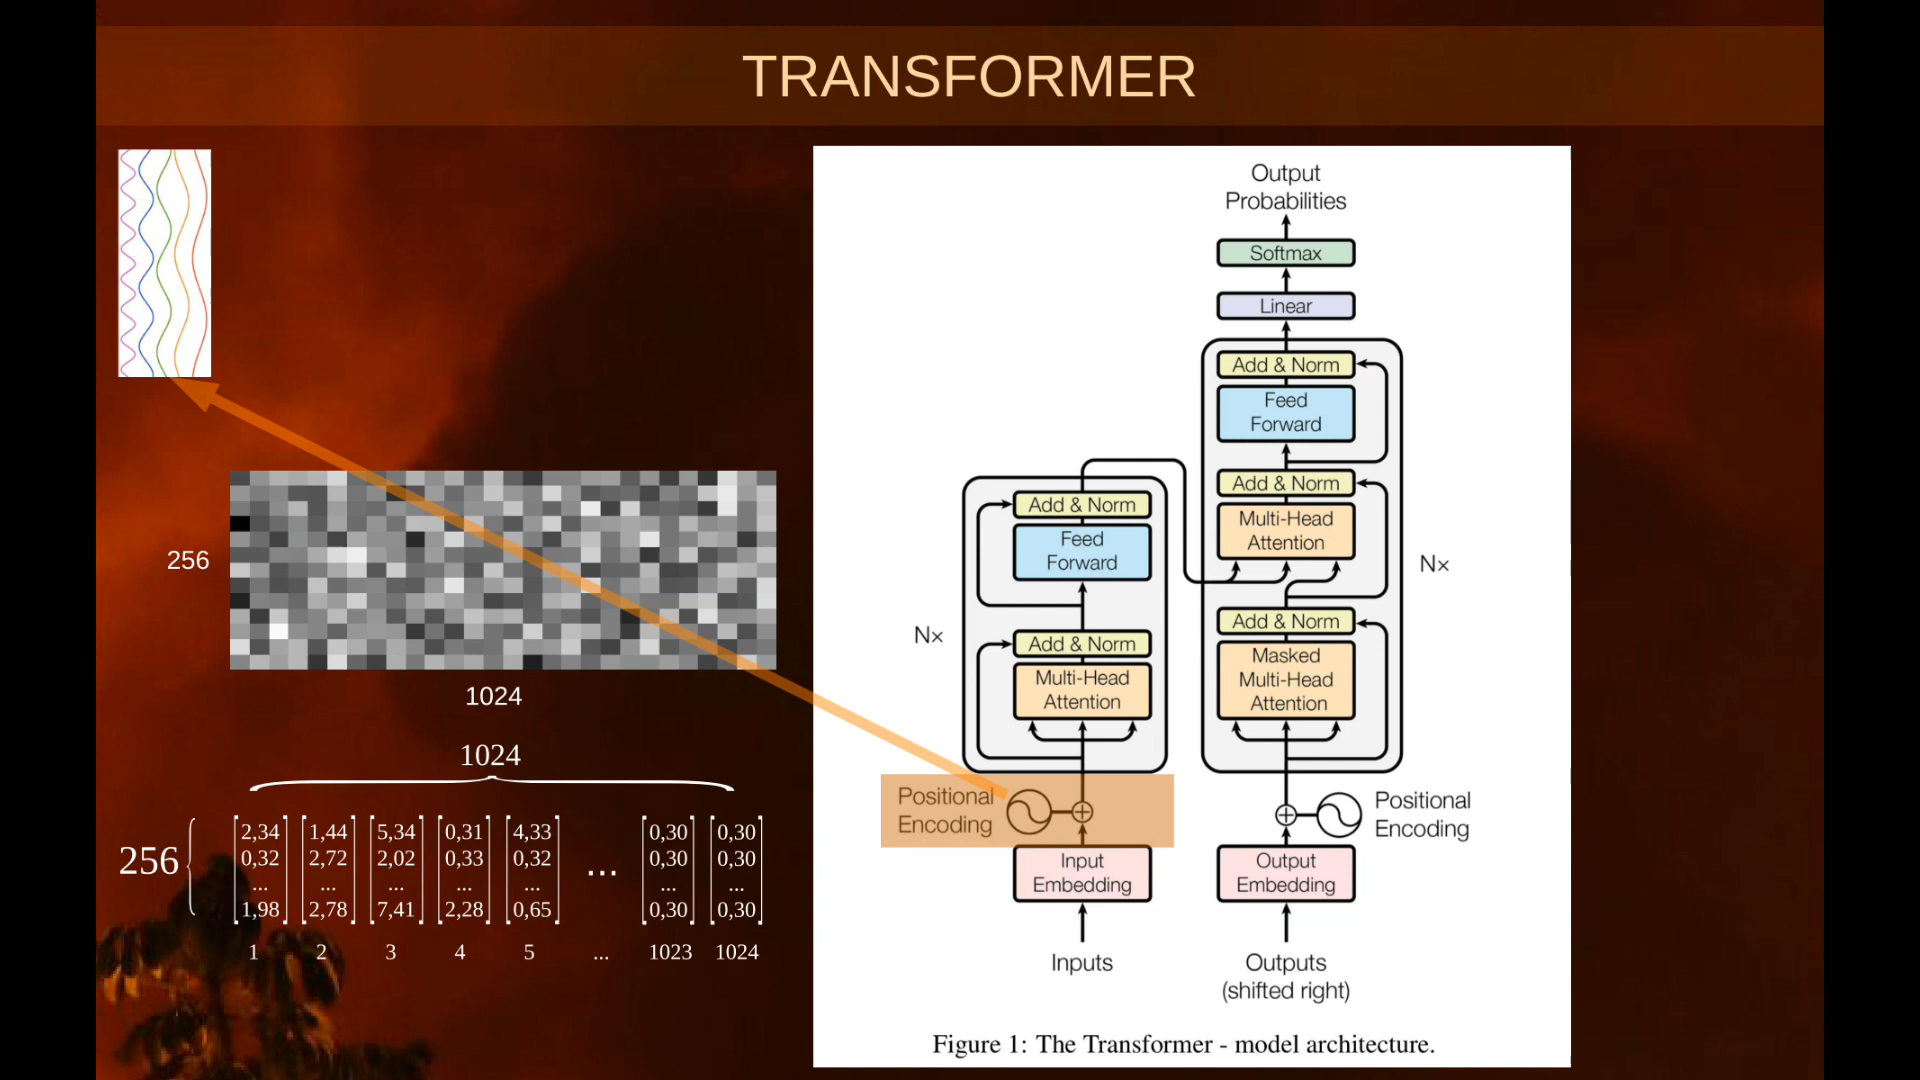 TRANSFORMER
256
1024
1024
256
2,34 1,44 5,34 0,31 4,33 0,30 0,30
0,32 2,72 2,02 0,33 0,32 ... 0,30 0,30
... ... ... ... ... ... ...
1,98 2,78 7,41 2,28 0,65 0,30 0,30
1 2 3 4 5 ... 1023 1024
Output
Probabilities
Softmax
Linear
Add & Norm
Feed
Forward
Add & Norm
Multi-Head
Attention
Nx
Add & Norm
Masked
Multi-Head
Attention
Add & Norm
Feed
Forward
Nx
Add & Norm
Multi-Head
Attention
Positional
Encoding
Positional
Encoding
Input
Embedding
Output
Embedding
Inputs
Outputs
(shifted right)
Figure 1: The Transformer - model architecture.